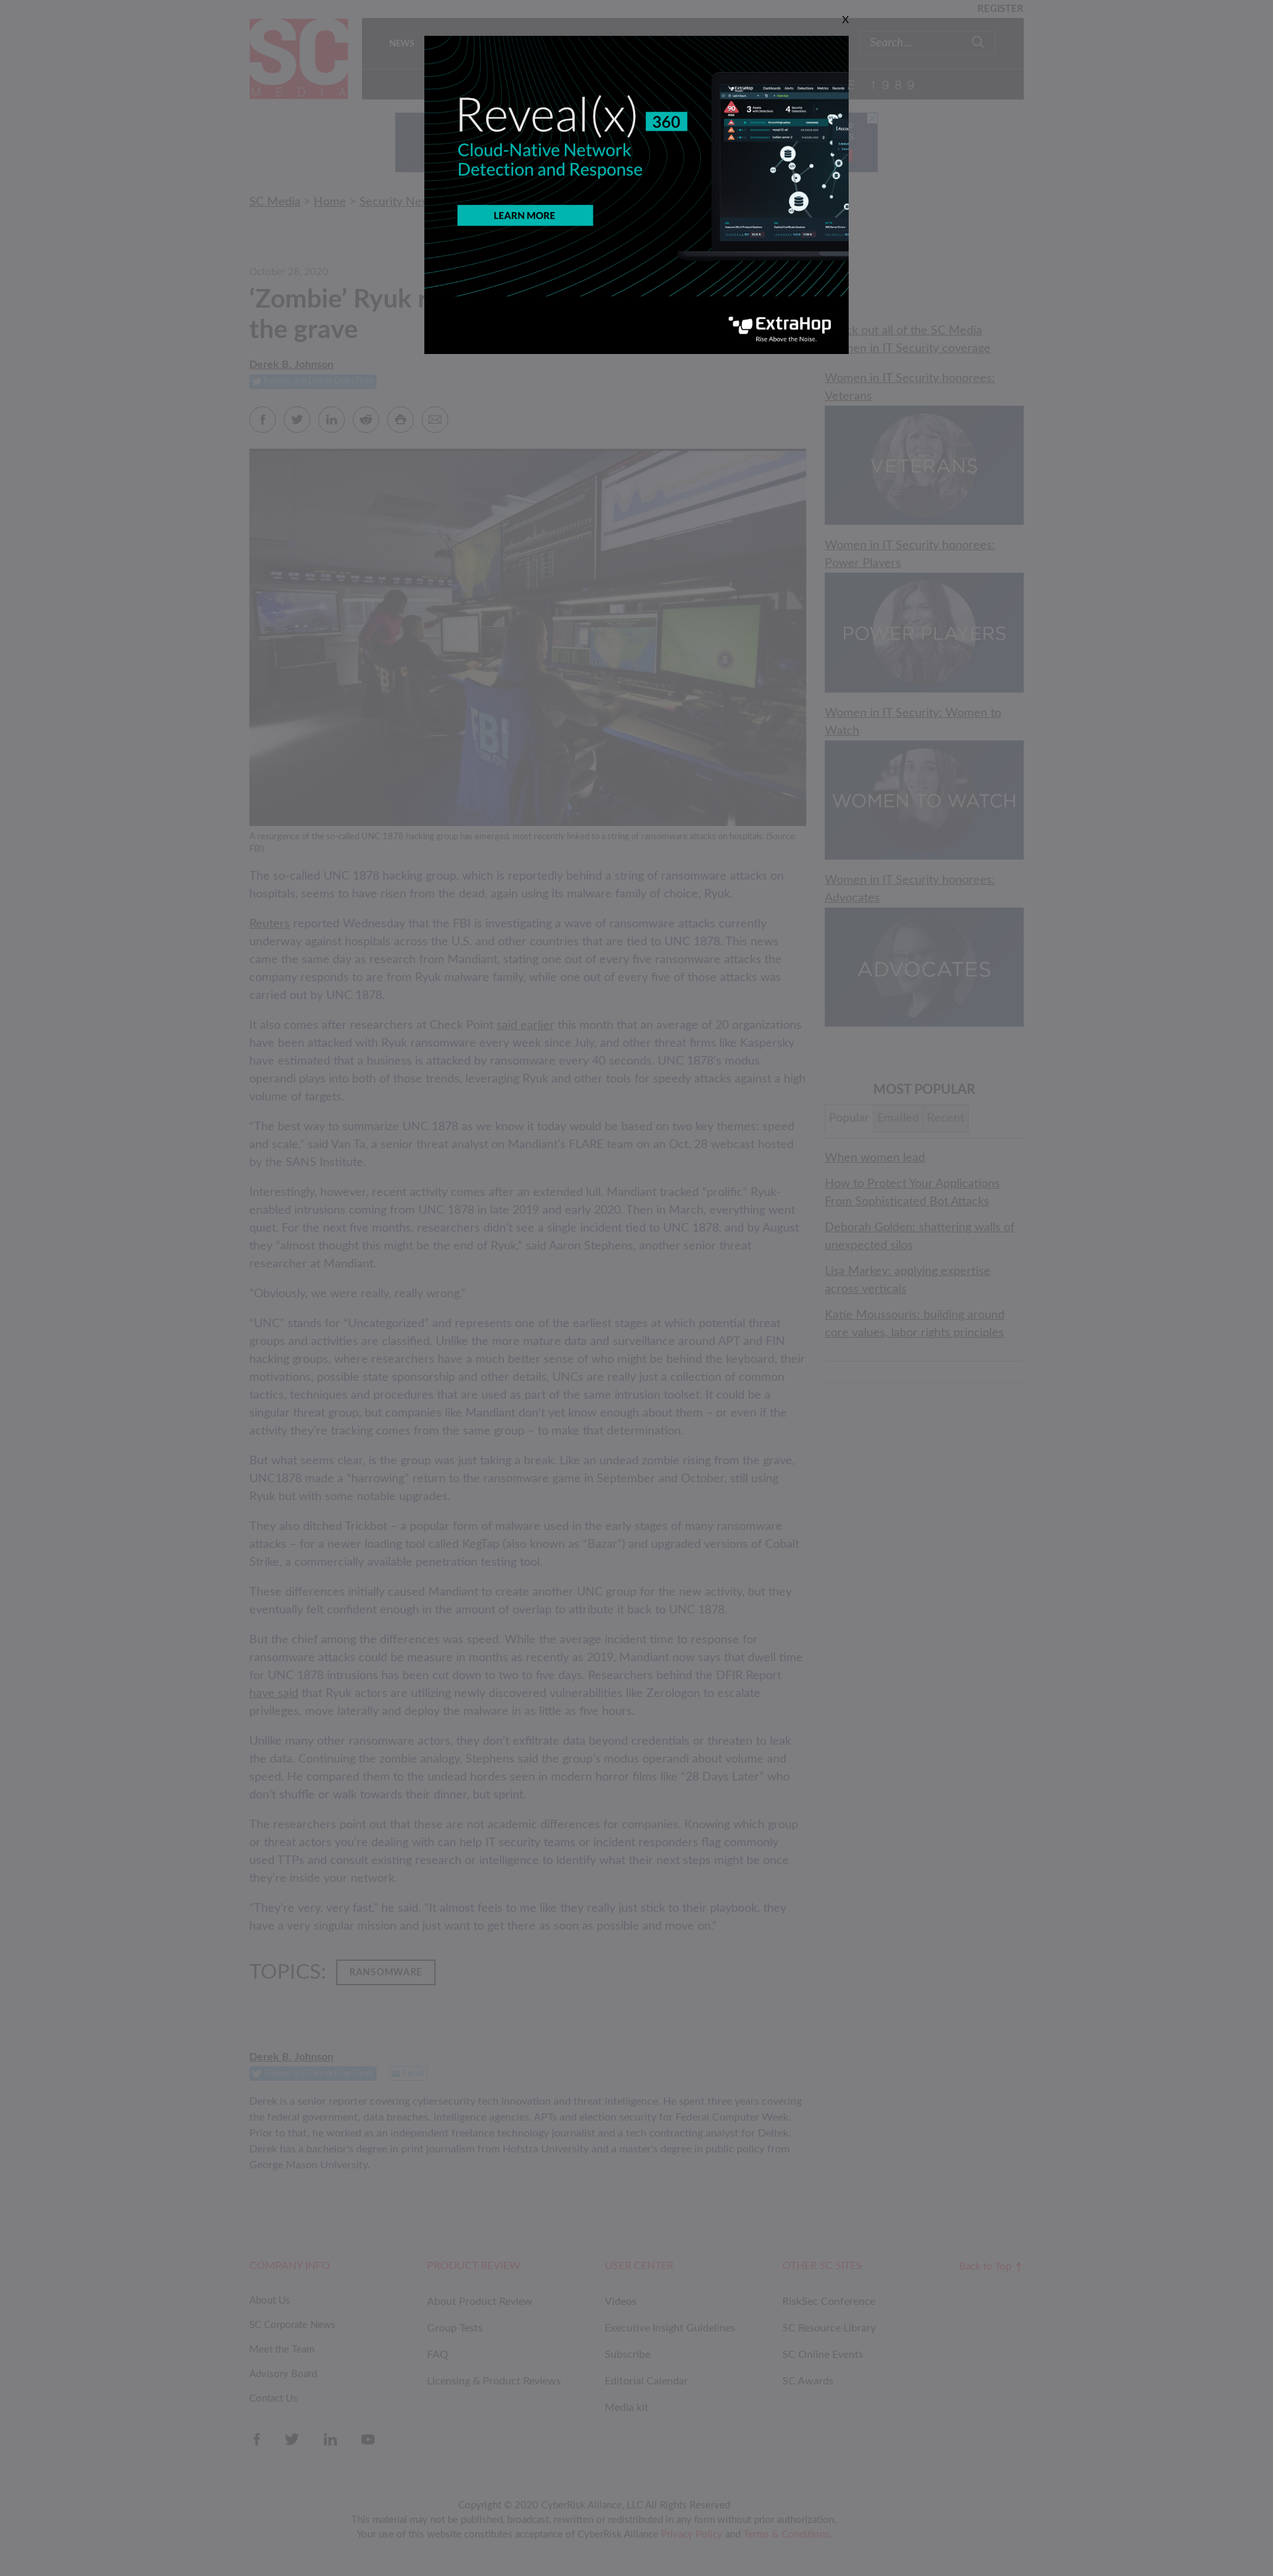 REGISTER
X
SC
MEDIA
NEWS
Search...
1989
Reveal(x) 360
Cloud-Native Network
Detection and Response
LEARN MORE
ExtraHop
Rise Above the Noise.
SC Media > Home > Security Ne
October 28, 2020
‘Zombie’ Ryuk
the grave
Derek B. Johnson
A resurgence of the so-called UNC 1878 hacking group has emerged, most recently linked to a string of ransomware attacks on hospitals. (Source:
FBI)
The so-called UNC 1878 hacking group, which is reportedly behind a string of ransomware attacks on
hospitals, seems to have risen from the dead, again using its malware family of choice, Ryuk.
Reuters reported Wednesday that the FBI is investigating a wave of ransomware attacks currently
underway against hospitals across the U.S. and other countries that are tied to UNC 1878. This news
came the same day as research from Mandiant, stating one out of every five ransomware attacks the
company responds to are from Ryuk malware family, while one out of every five of those attacks was
carried out by UNC 1878.
It also comes after researchers at Check Point said earlier this month that an average of 20 organizations
have been attacked with Ryuk ransomware every week since July, and other threat firms like Kaspersky
have estimated that a business is attacked by ransomware every 40 seconds. UNC 1878’s modus
operandi plays into both of those trends, leveraging Ryuk and other tools for speedy attacks against a high
volume of targets.
“The best way to summarize UNC 1878 as we know it today would be based on two key themes: speed
and scale,” said Van Ta, a senior threat analyst on Mandiant’s FLARE team on an Oct. 28 webcast hosted
by the SANS Institute.
Interestingly, however, recent activity comes after an extended lull. Mandiant tracked “prolific” Ryuk-
enabled intrusions coming from UNC 1878 in late 2019 and early 2020. Then in March, everything went
quiet. For the next five months, researchers didn’t see a single incident tied to UNC 1878, and by August
they “almost thought this might be the end of Ryuk,” said Aaron Stephens, another senior threat
researcher at Mandiant.
“Obviously, we were really, really wrong.”
“UNC” stands for “Uncategorized” and represents one of the earliest stages at which potential threat
groups and activities are classified. Unlike the more mature data and surveillance around APT and FIN
hacking groups, where researchers have a much better sense of who might be behind the keyboard, their
motivations, possible state sponsorship and other details, UNCs are really just a collection of common
tactics, techniques and procedures that are used as part of the same intrusion toolset. It could be a
singular threat group, but companies like Mandiant don’t yet know enough about them – or even if the
activity they’re tracking comes from the same group – to make that determination.
But what seems clear, is the group was just taking a break. Like an undead zombie rising from the grave,
UNC1878 made a “harrowing” return to the ransomware game in September and October, still using
Ryuk but with some notable upgrades.
They also ditched Trickbot – a popular form of malware used in the early stages of many ransomware
attacks – for a newer loading tool called KegTap (also known as “Bazar”) and upgraded versions of Cobalt
Strike, a commercially available penetration testing tool.
These differences initially caused Mandiant to create another UNC group for the new activity, but they
eventually felt confident enough in the amount of overlap to attribute it back to UNC 1878.
But the chief among the differences was speed. While the average incident time to response for
ransomware attacks could be measure in months as recently as 2019, Mandiant now says that dwell time
for UNC 1878 intrusions has been cut down to two to five days. Researchers behind the DFIR Report
have said that Ryuk actors are utilizing newly discovered vulnerabilities like Zerologon to escalate
privileges, move laterally and deploy the malware in as little as five hours.
Unlike many other ransomware actors, they don’t exfiltrate data beyond credentials or threaten to leak
the data. Continuing the zombie analogy, Stephens said the group’s modus operandi about volume and
speed. He compared them to the undead hordes seen in modern horror films like “28 Days Later” who
don’t shuffle or walk towards their dinner, but sprint.
The researchers point out that these are not academic differences for companies. Knowing which group
or threat actors you’re dealing with can help IT security teams or incident responders flag commonly
used TTPs and consult existing research or intelligence to identify what their next steps might be once
they’re inside your network.
“They’re very, very fast,” he said. “It almost feels to me like they really just stick to their playbook, they
have a very singular mission and just want to get there as soon as possible and move on.”
TOPICS: RANSOMWARE
Derek B. Johnson
Derek is a senior reporter covering cybersecurity tech innovation and threat intelligence. He spent three years covering
the federal government, data breaches, intelligence agencies, APTs and election security for Federal Computer Week.
Prior to that, he worked as an independent freelance technology journalist and a tech contracting analyst for Deltek.
Derek has a bachelor's degree in print journalism from Hofstra University and a master's degree in public policy from
George Mason University.
ck out all of the SC Media
en in IT Security coverage
Women in IT Security honorees:
Veterans
VETERANS
Women in IT Security honorees:
Power Players
POWER PLAYERS
Women in IT Security: Women to
Watch
WOMEN TO WATCH
Women in IT Security honorees:
Advocates
ADVOCATES
MOST POPULAR
Popular Emailed Recent
When women lead
How to Protect Your Applications
From Sophisticated Bot Attacks
Deborah Golden: shattering walls of
unexpected silos
Lisa Markey: applying expertise
across verticals
Katie Moussouris: building around
core values, labor rights principles
COMPANY INFO
About Us
SC Corporate News
Meet the Team
Advisory Board
Contact Us
PRODUCT REVIEW
About Product Review
Group Tests
FAQ
Licensing & Product Reviews
USER CENTER
Videos
Executive Insight Guidelines
Subscribe
Editorial Calendar
Media kit
OTHER SC SITES
RiskSec Conference
SC Resource Library
SC Online Events
SC Awards
Back to Top ↑
Copyright © 2020 CyberRisk Alliance, LLC All Rights Reserved
This material may not be published, broadcast, rewritten or redistributed in any form without prior authorization.
Your use of this website constitutes acceptance of CyberRisk Alliance Privacy Policy and Terms & Conditions.